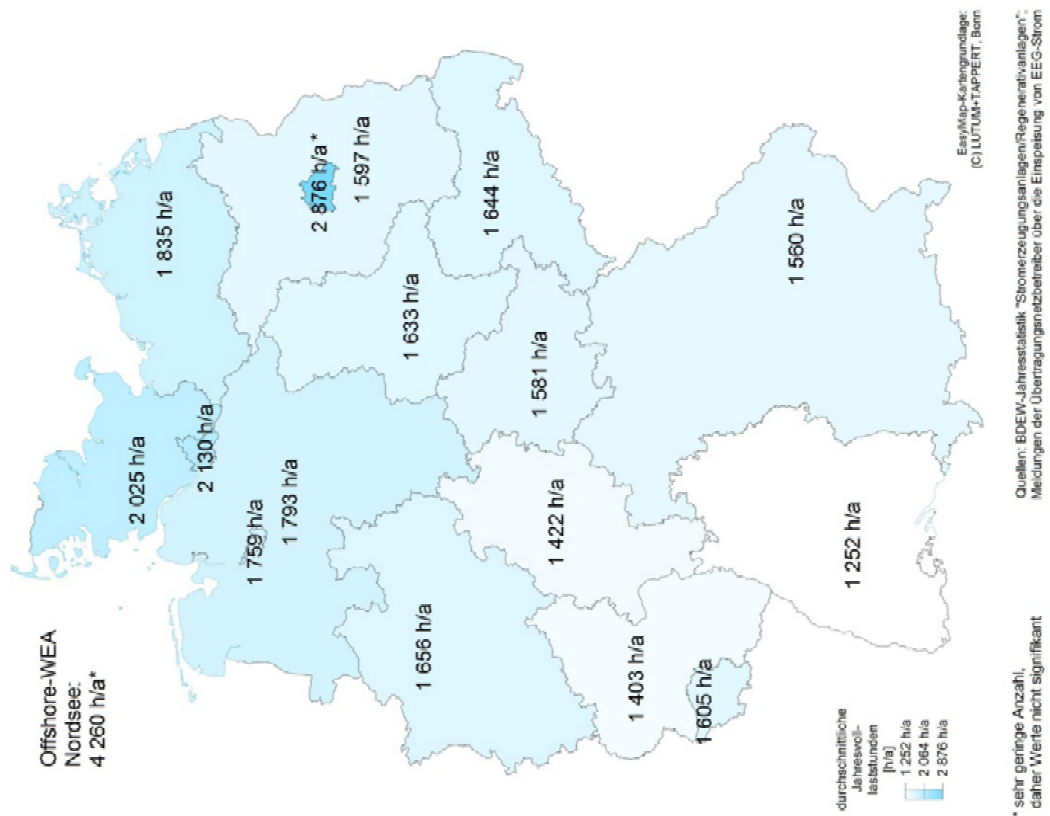 Offshore-WEA
Nordsee:
4 260 h/a*
2 025 h/a
1 835 h/a
2 130 h/a
1 759 h/a
1 793 h/a
2 876 h/a *
1 597 h/a
1 633 h/a
1 656 h/a
1 644 h/a
1 581 h/a
1 422 h/a
1 403 h/a
1 605 h/a
1 560 h/a
1 252 h/a
durchschnittliche
Jahresvoll-
laststunden
[h/a]
1 252 h/a
2 064 h/a
2 876 h/a
EasyMap-Kartengrundlage:
(C) LUTUM+TAPPERT, Bonn
* sehr geringe Anzahl,
daher Werte nicht signifikant
Quellen: BDEW-Jahresstatistik "Stromerzeugungsanlagen/Regenerativanlagen";
Meldungen der Übertragungsnetzbetreiber über die Einspeisung von EEG-Strom